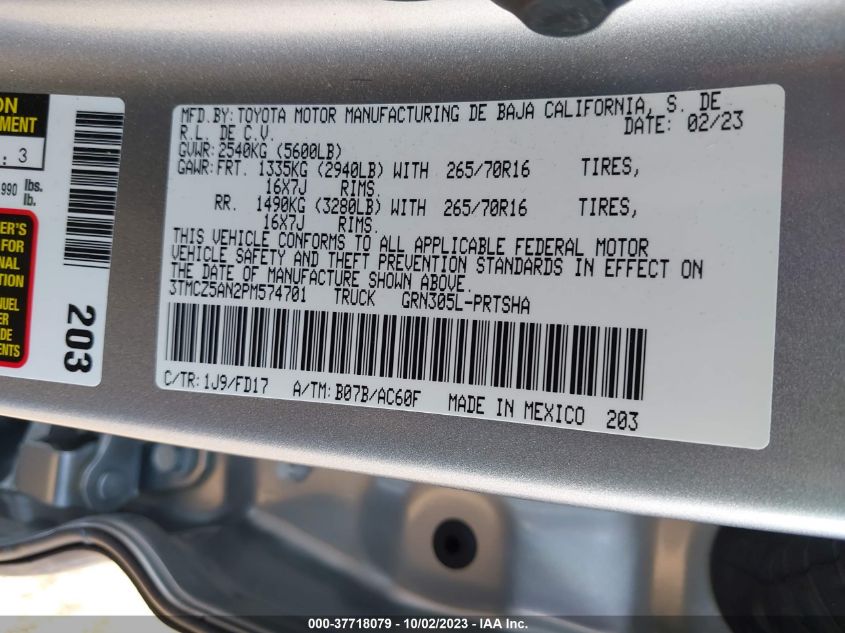 ON
MENT
: 3
990 lbs.
lb.
ER'S
FOR
NAL
TION
NUEL
ER
DE
ENTS
203
MFD.BY:TOYOTA MOTOR MANUFACTURING DE BAJA CALIFORNIA, S. DE
R.L. DE C.V. DATE: 02/23
GVWR:2540KG (5600LB)
GAWR:FRT. 1335KG (2940LB) WITH 265/70R16 TIRES,
16X7J RIMS.
RR. 1490KG (3280LB) WITH 265/70R16 TIRES,
16X7J RIMS.
THIS VEHICLE CONFORMS TO ALL APPLICABLE FEDERAL MOTOR
VEHICLE SAFETY AND THEFT PREVENTION STANDARDS IN EFFECT ON
THE DATE OF MANUFACTURE SHOWN ABOVE.
3TMCZ5AN2PM574701 TRUCK GRN305L-PRTSHA
C/TR:1J9/FD17 A/TM:B07B/AC60F MADE IN MEXICO 203
000-37718079 - 10/02/2023 - IAA Inc.